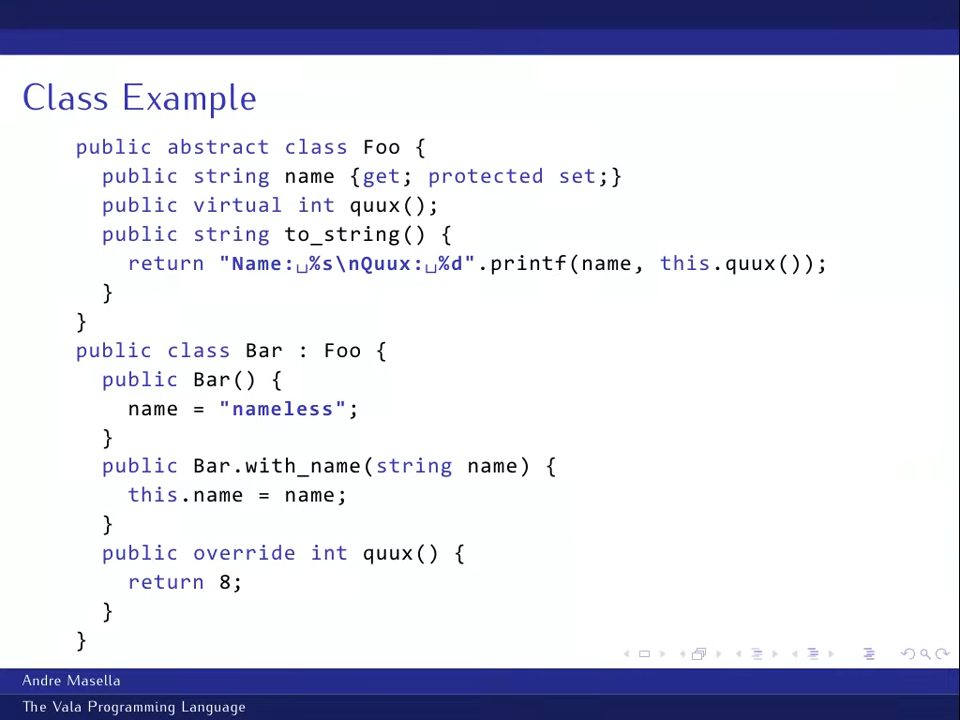 Class Example
public abstract class Foo {
public string name {get; protected set;}
public virtual int quux();
public string to_string() {
return "Name:␣%s\nQuux:␣%d".printf(name, this.quux());
}
}
public class Bar : Foo {
public Bar() {
name = "nameless";
}
public Bar.with_name(string name) {
this.name = name;
}
public override int quux() {
return 8;
}
}
Andre Masella
The Vala Programming Language